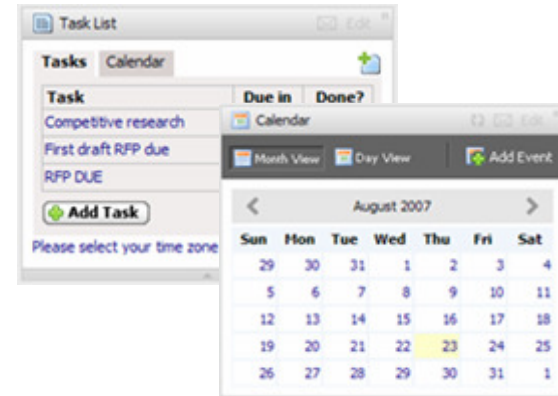 Task List
Edit
Tasks Calendar
Task Due in Done?
Competitive research
First draft RFP due
RFP DUE
Add Task
Please select your time zone
Calendar
Edit
Month View Day View Add Event
August 2007
Sun Mon Tue Wed Thu Fri Sat
29 30 31 1 2 3 4
5 6 7 8 9 10 11
12 13 14 15 16 17 18
19 20 21 22 23 24 25
26 27 28 29 30 31 1